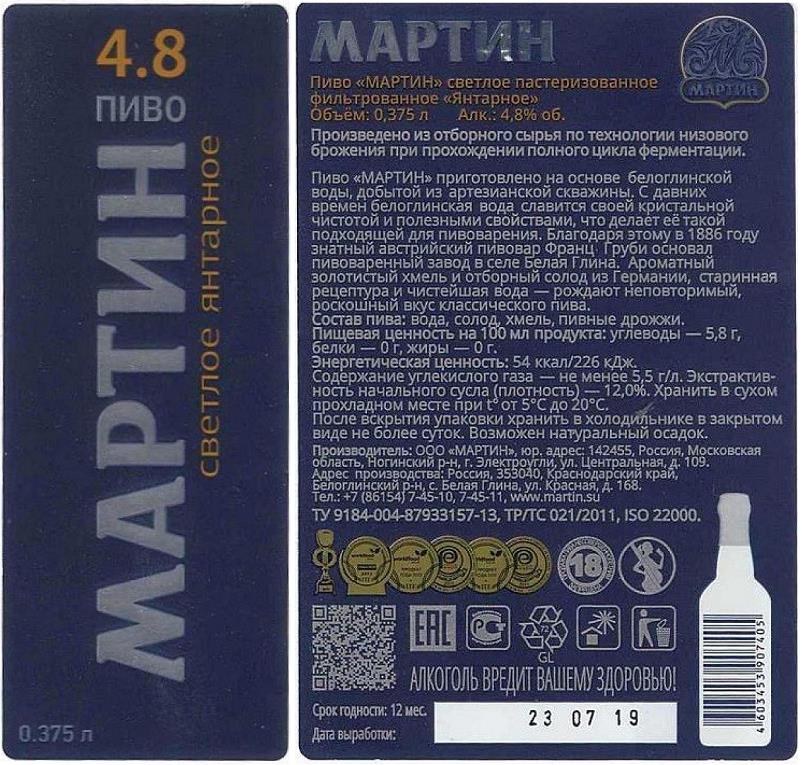 4.8
ПИВО
МАРТИН
светлое янтарное
0.375 л
МАРТИН
МАРТИН
Пиво «МАРТИН» светлое пастеризованное
фильтрованное «Янтарное»
Объём: 0,375 л Алк.: 4,8% об.
Произведено из отборного сырья по технологии низового
брожения при прохождении полного цикла ферментации.
Пиво «МАРТИН» приготовлено на основе белоглинской
воды, добытой из артезианской скважины. С давних
времен белоглинская вода славится своей кристальной
чистотой и полезными свойствами, что делает её такой
подходящей для пивоварения. Благодаря этому в 1886 году
знатный австрийский пивовар Франц Груби основал
пивоваренный завод в селе Белая Глина. Ароматный
золотистый хмель и отборный солод из Германии, старинная
рецептура и чистейшая вода — рождают неповторимый,
роскошный вкус классического пива.
Состав пива: вода, солод, хмель, пивные дрожжи.
Пищевая ценность на 100 мл продукта: углеводы — 5,8 г,
белки — 0 г, жиры — 0 г.
Энергетическая ценность: 54 ккал/226 кДж.
Содержание углекислого газа — не менее 5,5 г/л. Экстрактив-
ность начального сусла (плотность) — 12,0%. Хранить в сухом
прохладном месте при t° от 5°C до 20°C.
После вскрытия упаковки хранить в холодильнике в закрытом
виде не более суток. Возможен натуральный осадок.
Производитель: ООО «МАРТИН», юр. адрес: 142455, Россия, Московская
область, Ногинский р-н, г. Электроугли, ул. Центральная, д. 109.
Адрес производства: Россия, 353040, Краснодарский край,
Белоглинский р-н, с. Белая Глина, ул. Красная, д. 168.
Тел.: +7 (86154) 7-45-10, 7-45-11, www.martin.su
ТУ 9184-004-87933157-13, ТР/ТС 021/2011, ISO 22000.
18
EAC
GL
АЛКОГОЛЬ ВРЕДИТ ВАШЕМУ ЗДОРОВЬЮ!
Срок годности: 12 мес.
Дата выработки:
23 07 19
4603453907405